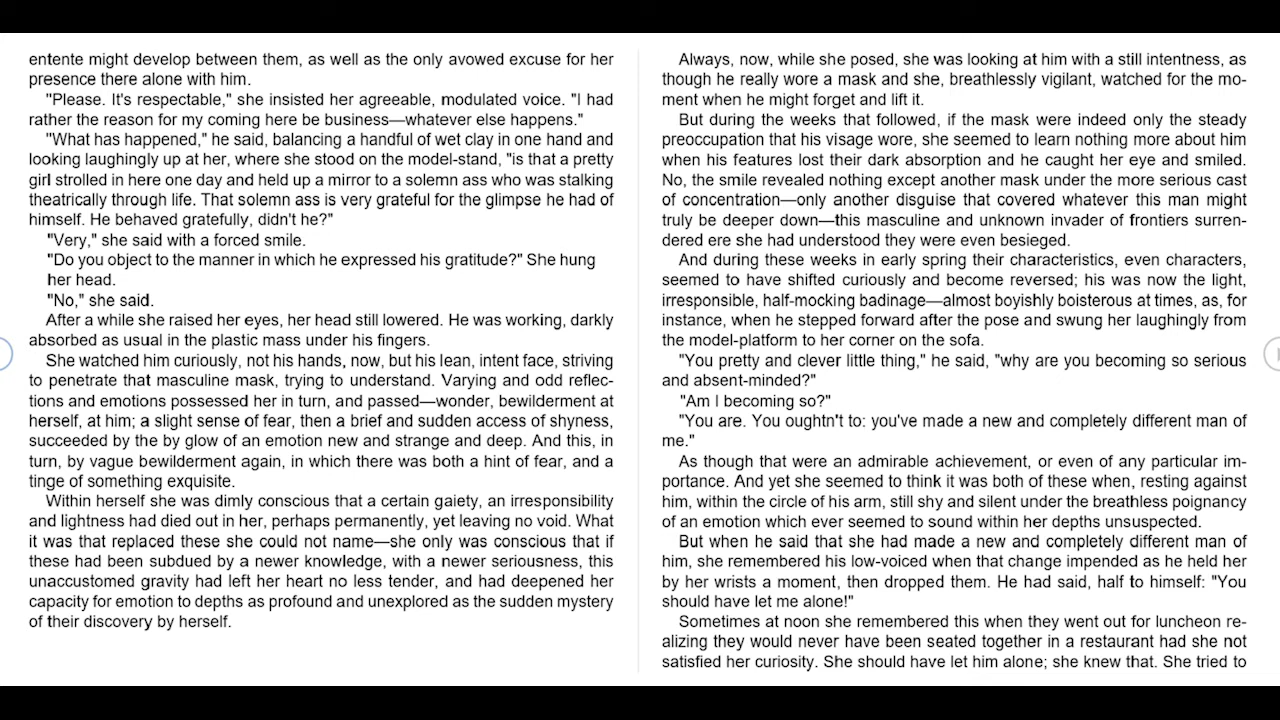 entente might develop between them, as well as the only avowed excuse for her
presence there alone with him.
"Please. It's respectable," she insisted her agreeable, modulated voice. "I had
rather the reason for my coming here be business—whatever else happens."
"What has happened," he said, balancing a handful of wet clay in one hand and
looking laughingly up at her, where she stood on the model-stand, "is that a pretty
girl strolled in here one day and held up a mirror to a solemn ass who was stalking
theatrically through life. That solemn ass is very grateful for the glimpse he had of
himself. He behaved gratefully, didn't he?"
"Very," she said with a forced smile.
"Do you object to the manner in which he expressed his gratitude?" She hung
her head.
"No," she said.
After a while she raised her eyes, her head still lowered. He was working, darkly
absorbed as usual in the plastic mass under his fingers.
She watched him curiously, not his hands, now, but his lean, intent face, striving
to penetrate that masculine mask, trying to understand. Varying and odd reflec-
tions and emotions possessed her in turn, and passed—wonder, bewilderment at
herself, at him; a slight sense of fear, then a brief and sudden access of shyness,
succeeded by the by glow of an emotion new and strange and deep. And this, in
turn, by vague bewilderment again, in which there was both a hint of fear, and a
tinge of something exquisite.
Within herself she was dimly conscious that a certain gaiety, an irresponsibility
and lightness had died out in her, perhaps permanently, yet leaving no void. What
it was that replaced these she could not name—she only was conscious that if
these had been subdued by a newer knowledge, with a newer seriousness, this
unaccustomed gravity had left her heart no less tender, and had deepened her
capacity for emotion to depths as profound and unexplored as the sudden mystery
of their discovery by herself.
Always, now, while she posed, she was looking at him with a still intentness, as
though he really wore a mask and she, breathlessly vigilant, watched for the mo-
ment when he might forget and lift it.
But during the weeks that followed, if the mask were indeed only the steady
preoccupation that his visage wore, she seemed to learn nothing more about him
when his features lost their dark absorption and he caught her eye and smiled.
No, the smile revealed nothing except another mask under the more serious cast
of concentration—only another disguise that covered whatever this man might
truly be deeper down—this masculine and unknown invader of frontiers surren-
dered ere she had understood they were even besieged.
And during these weeks in early spring their characteristics, even characters,
seemed to have shifted curiously and become reversed; his was now the light,
irresponsible, half-mocking badinage—almost boyishly boisterous at times, as, for
instance, when he stepped forward after the pose and swung her laughingly from
the model-platform to her corner on the sofa.
"You pretty and clever little thing," he said, "why are you becoming so serious
and absent-minded?"
"Am I becoming so?"
"You are. You oughtn't to: you've made a new and completely different man of
me."
As though that were an admirable achievement, or even of any particular im-
portance. And yet she seemed to think it was both of these when, resting against
him, within the circle of his arm, still shy and silent under the breathless poignancy
of an emotion which ever seemed to sound within her depths unsuspected.
But when he said that she had made a new and completely different man of
him, she remembered his low-voiced when that change impended as he held her
by her wrists a moment, then dropped them. He had said, half to himself: "You
should have let me alone!"
Sometimes at noon she remembered this when they went out for luncheon re-
alizing they would never have been seated together in a restaurant had she not
satisfied her curiosity. She should have let him alone; she knew that. She tried to